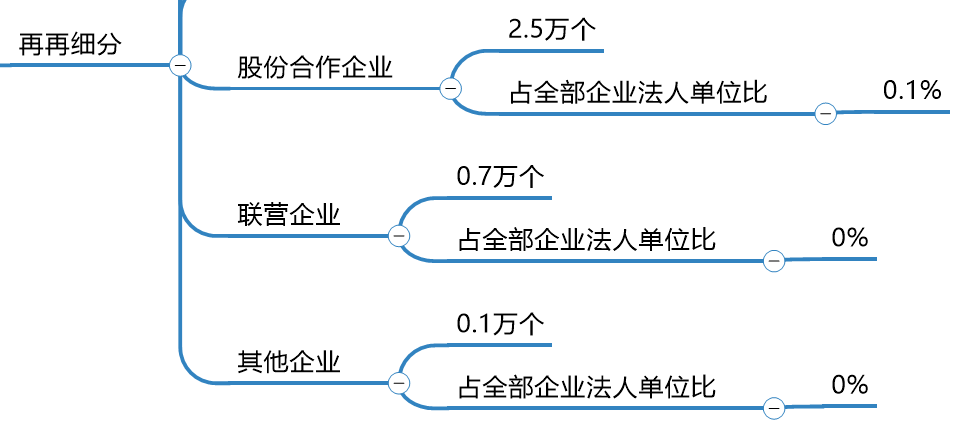 再再细分
股份合作企业
2.5万个
占全部企业法人单位比
0.1%
联营企业
0.7万个
占全部企业法人单位比
0%
其他企业
0.1万个
占全部企业法人单位比
0%